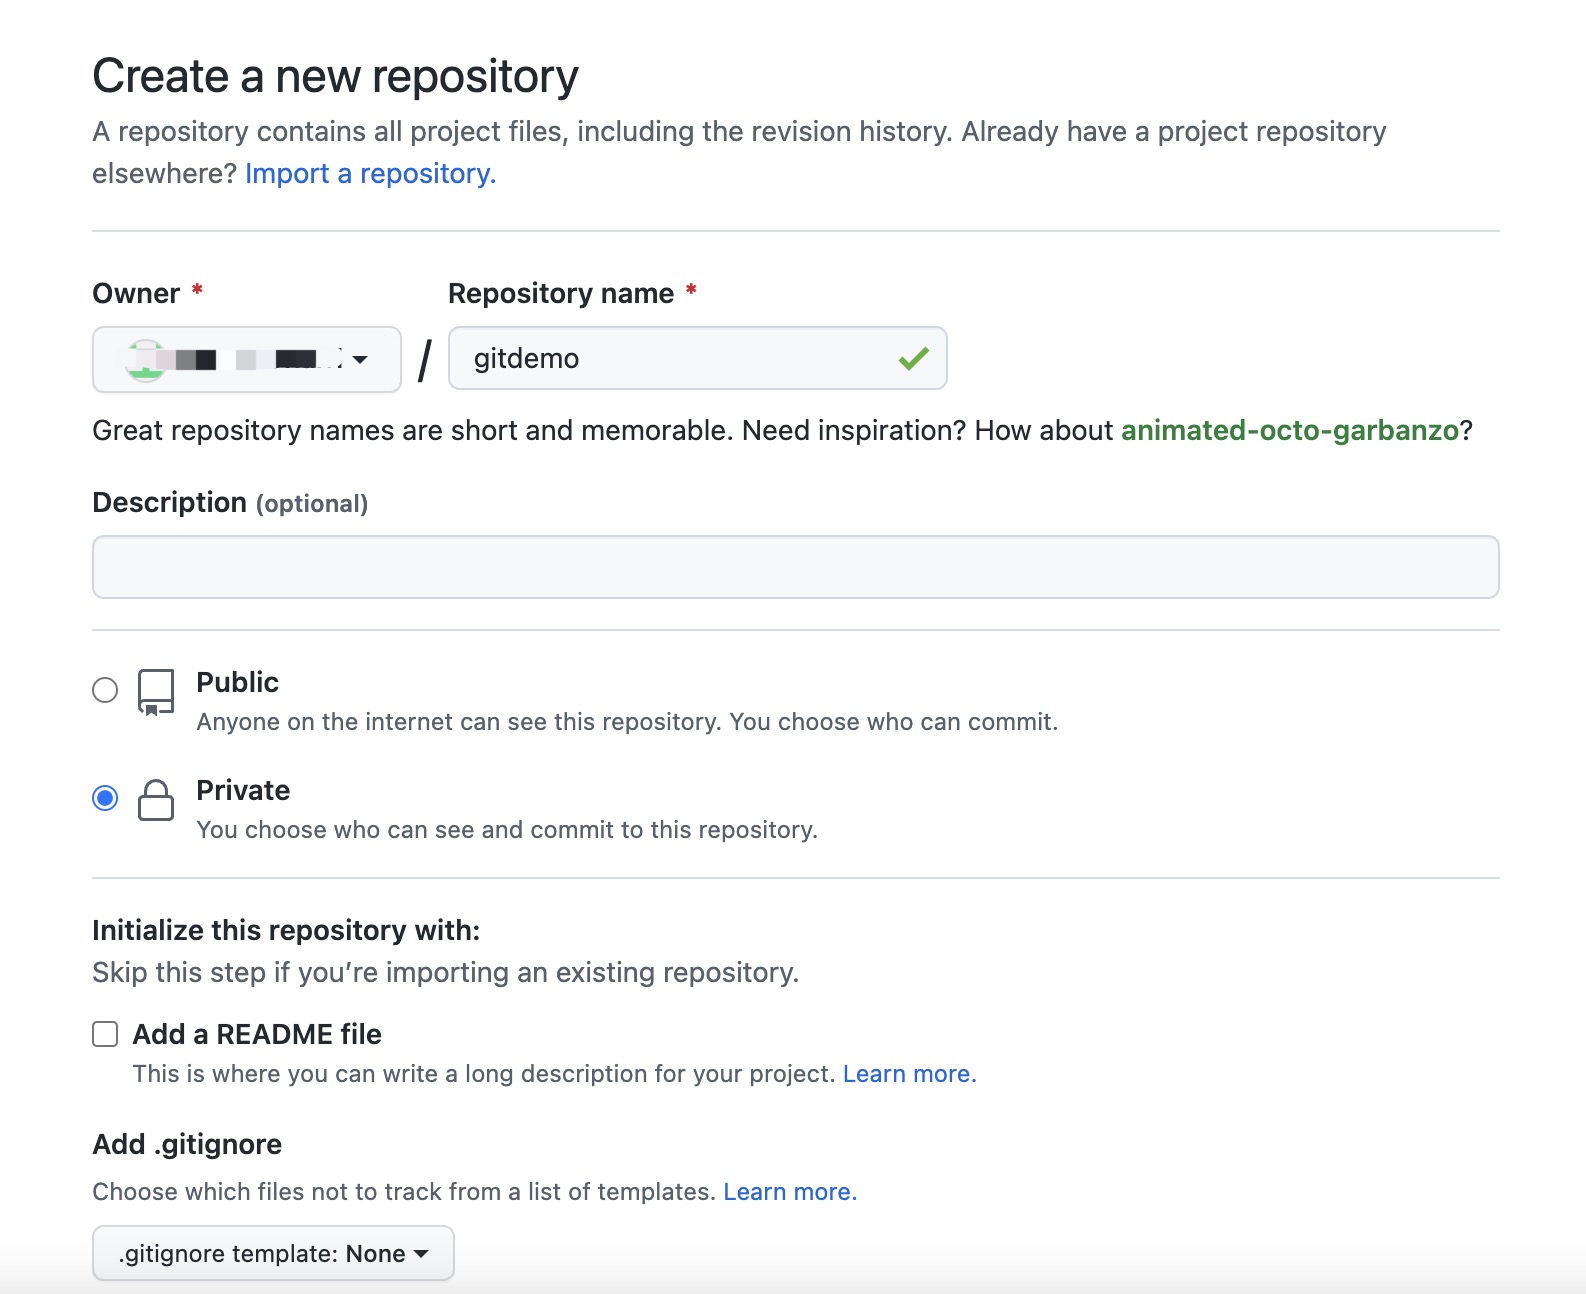 Create a new repository
A repository contains all project files, including the revision history. Already have a project repository
elsewhere? Import a repository.
Owner * Repository name *
/ gitdemo
Great repository names are short and memorable. Need inspiration? How about animated-octo-garbanzo?
Description (optional)
Public
Anyone on the internet can see this repository. You choose who can commit.
Private
You choose who can see and commit to this repository.
Initialize this repository with:
Skip this step if you’re importing an existing repository.
Add a README file
This is where you can write a long description for your project. Learn more.
Add .gitignore
Choose which files not to track from a list of templates. Learn more.
.gitignore template: None